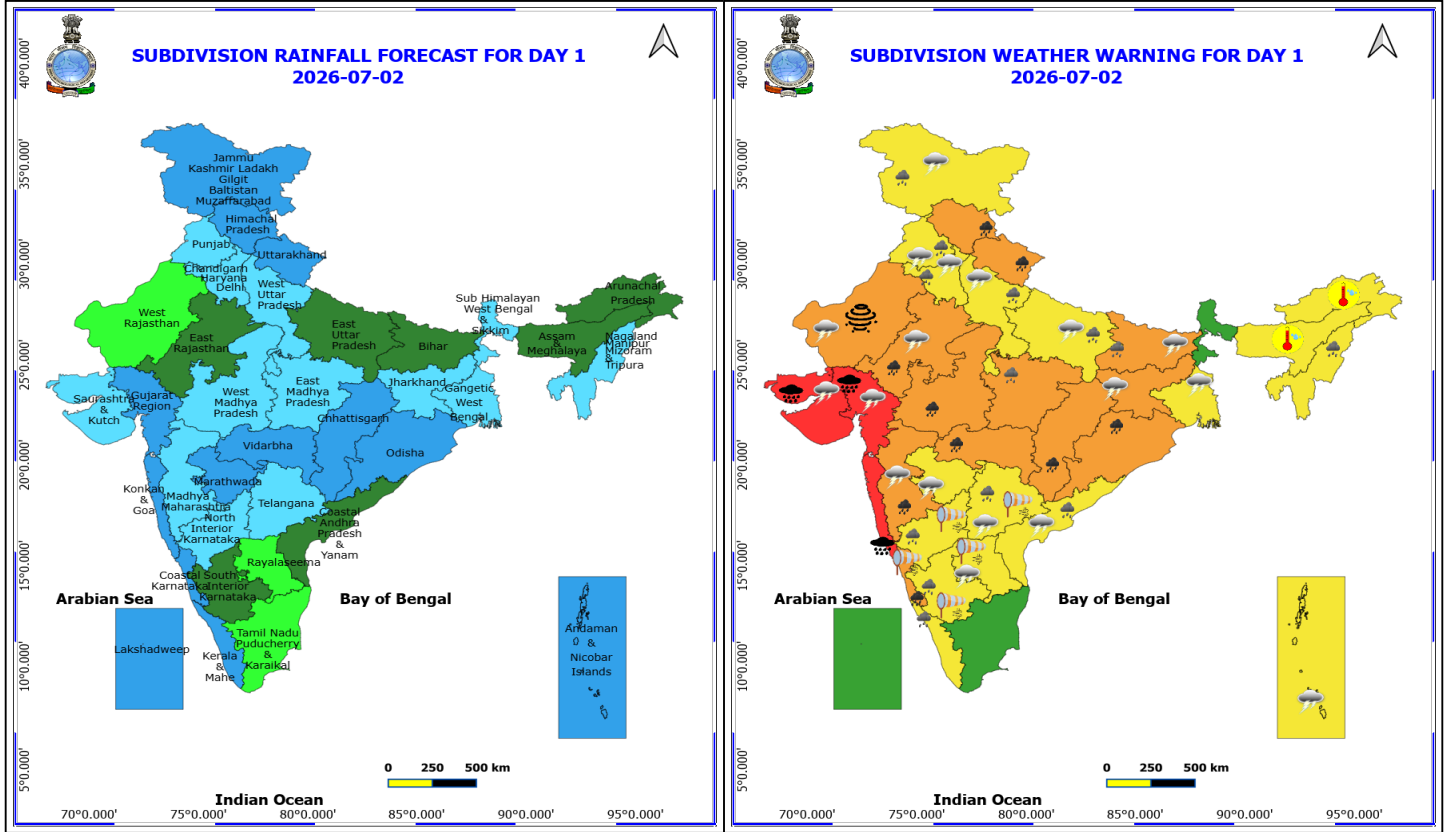 SUBDIVISION RAINFALL FORECAST FOR DAY 1
2026-07-02
40°0.000'
35°0.000'
30°0.000'
25°0.000'
20°0.000'
15°0.000'
10°0.000'
5°0.000'
Jammu
Kashmir Ladakh
Gilgit
Baltistan
Muzaffarabad
Himachal
Pradesh
Punjab
Uttarakhand
Chandigarh
Haryana
Delhi
West
Uttar
Pradesh
West
Rajasthan
East
Rajasthan
East
Uttar
Pradesh
Bihar
Sub Himalayan
West Bengal
&
Sikkim
Arunachal
Pradesh
Assam
&
Meghalaya
Nagaland
Manipur
Mizoram
&
Tripura
Saurashtra
&
Kutch
Gujarat
Region
West
Madhya
Pradesh
East
Madhya
Pradesh
Jharkhand
Gangetic
West
Bengal
Chhattisgarh
Odisha
Vidarbha
Konkan
&
Goa
Madhya
Maharashtra
Marathwada
Telangana
North
Interior
Karnataka
Coastal
Andhra
Pradesh
&
Yanam
Rayalaseema
Coastal
Karnataka
South
Interior
Karnataka
Tamil Nadu
Puducherry
&
Karaikal
Kerala
&
Mahe
Arabian Sea
Lakshadweep
Bay of Bengal
Andaman
&
Nicobar
Islands
0 250 500 km
Indian Ocean
70°0.000' 75°0.000' 80°0.000' 85°0.000' 90°0.000' 95°0.000'
SUBDIVISION WEATHER WARNING FOR DAY 1
2026-07-02
40°0.000'
35°0.000'
30°0.000'
25°0.000'
20°0.000'
15°0.000'
10°0.000'
5°0.000'
Arabian Sea
Bay of Bengal
0 250 500 km
Indian Ocean
70°0.000' 75°0.000' 80°0.000' 85°0.000' 90°0.000' 95°0.000'